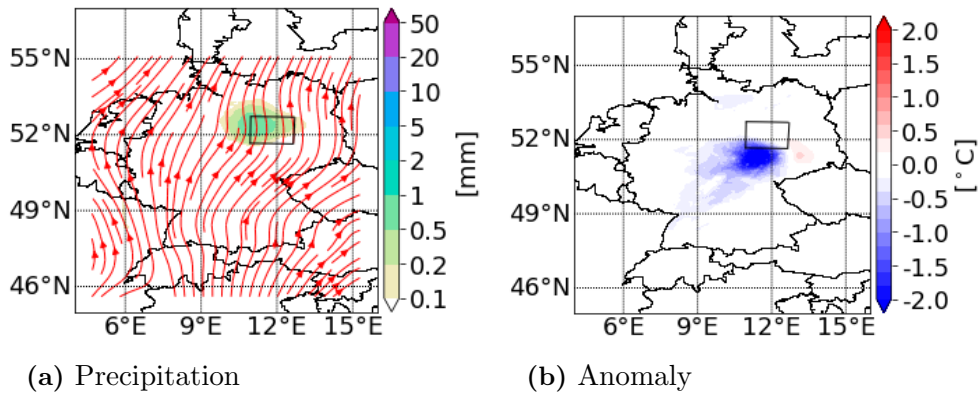 55°N
52°N
49°N
46°N
6°E 9°E 12°E 15°E
50
20
10
5
2
1
0.5
0.2
0.1
[mm]
55°N
52°N
49°N
46°N
6°E 9°E 12°E 15°E
2.0
1.5
1.0
0.5
0.0
-0.5
-1.0
-1.5
-2.0
[°C]
(a) Precipitation
(b) Anomaly